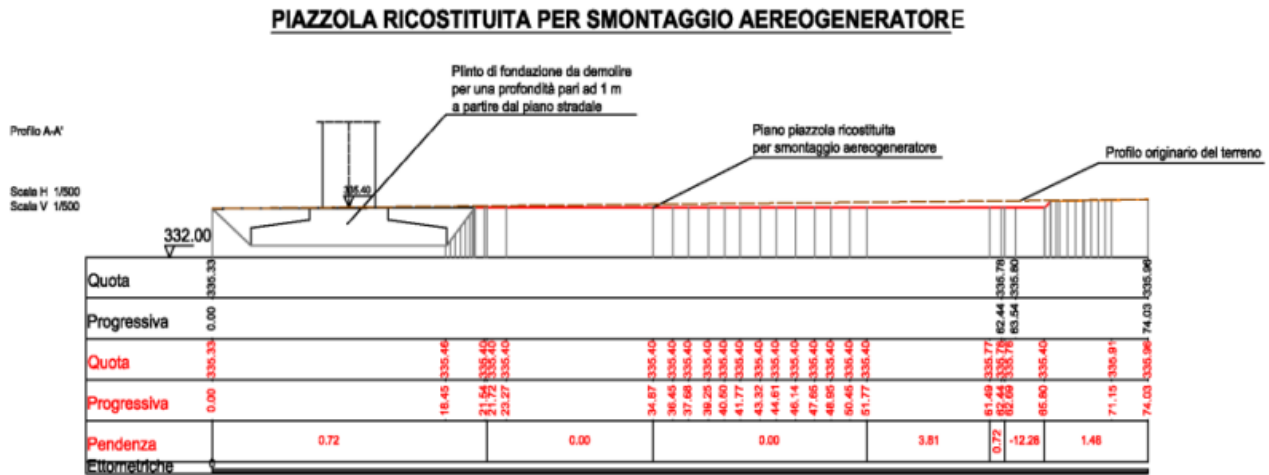 PIAZZOLA RICOSTITUITA PER SMONTAGGIO AEREOGENERATORE
Plinto di fondazione da demolire
per una profondità pari ad 1 m
a partire dal piano stradale
Profilo A-A'
Piano piazzola ricostituita
per smontaggio aereogeneratore
Profilo originario del terreno
Scala H 1/500
Scala V 1/500
335.40
332.00
Quota 335.33 335.78 335.80 335.96
Progressiva 0.00 62.44 63.54 74.03
Quota 335.33 335.46 335.40 335.40 335.40 335.40 335.40 335.40 335.40 335.40 335.40 335.40 335.40 335.40 335.40 335.40 335.40 335.40 335.77 335.78 335.76 335.40 335.91 335.96
Progressiva 0.00 18.45 21.54 21.72 23.27 34.87 36.45 37.68 39.25 40.50 41.77 43.32 44.61 46.14 47.65 48.95 50.46 51.77 61.49 62.44 62.69 65.80 71.15 74.03
Pendenza 0.72 0.00 0.00 3.81 0.72 -12.26 1.46
Ettometriche